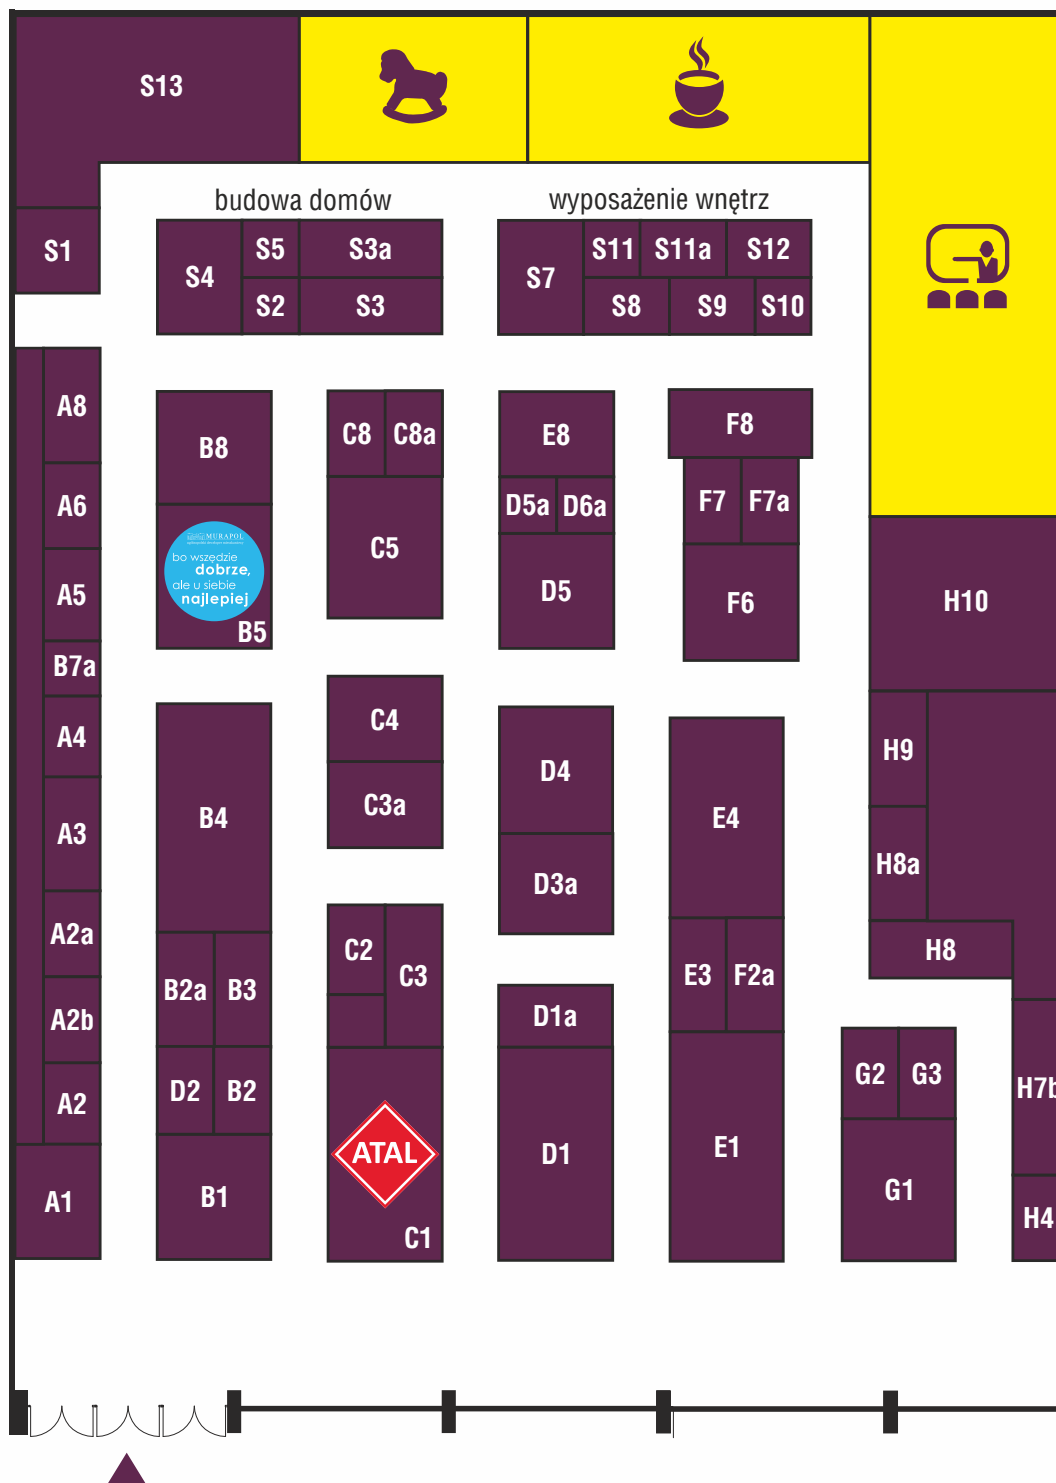 S13
budowa domów
wyposażenie wnętrz
S1
S4
S5
S3a
S2
S3
S7
S11
S11a
S12
S8
S9
S10
A8
A6
A5
B7a
A4
A3
A2a
A2b
A2
A1
B8
MURAPOL
bo wszędzie
dobrze,
ale u siebie
najlepiej
B5
B4
B2a
B3
D2
B2
B1
C8
C8a
C5
C4
C3a
C2
C3
ATAL
C1
E8
D5a
D6a
D5
D4
D3a
D1a
D1
F8
F7
F7a
F6
E4
E3
F2a
E1
H10
H9
H8a
H8
G2
G3
G1
H7b
H4